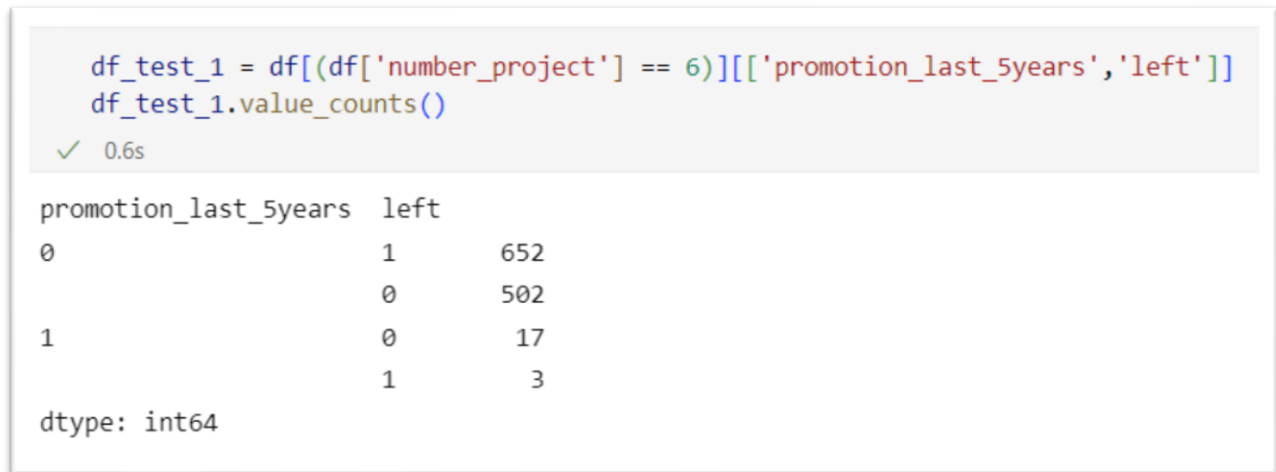 df_test_1 = df[(df['number_project'] == 6)][['promotion_last_5years','left']]
df_test_1.value_counts()
✓ 0.6s
promotion_last_5years left
0 1 652
0 502
1 0 17
1 3
dtype: int64